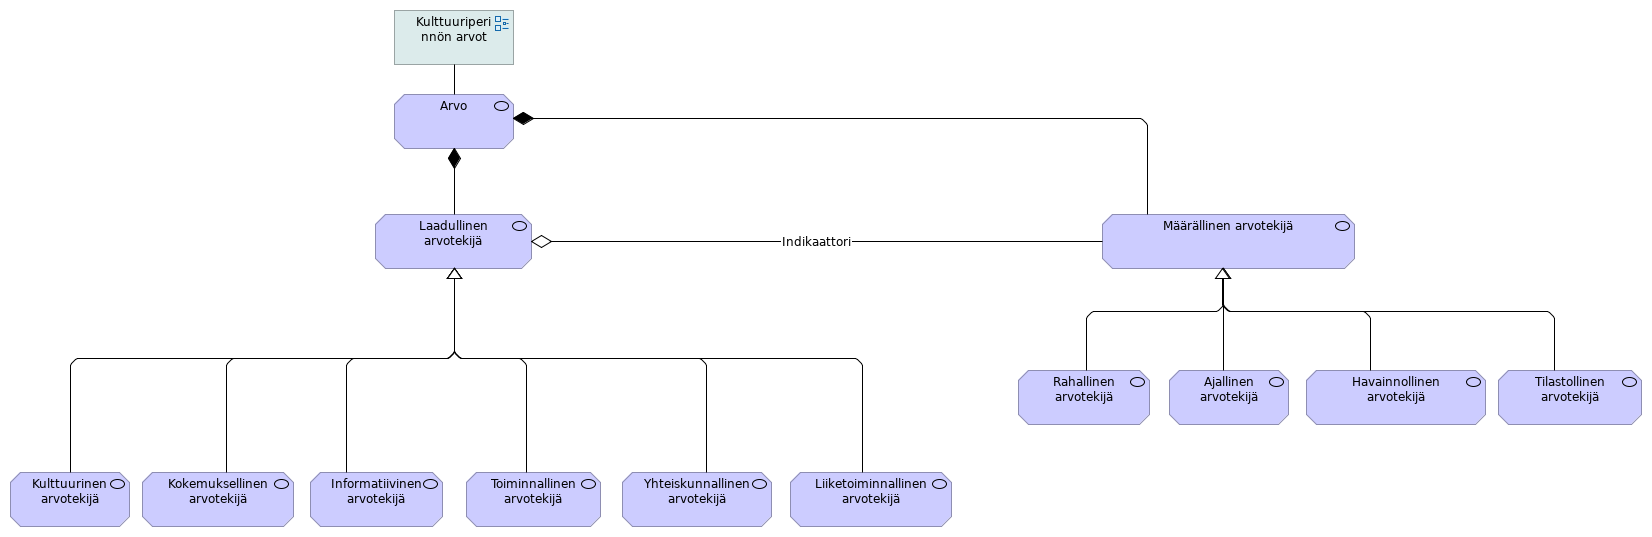 Kulttuuriperi
nnön arvot
Arvo
Laadullinen
arvotekijä
Indikaattori
Määrällinen arvotekijä
Rahallinen
arvotekijä
Ajallinen
arvotekijä
Havainnollinen
arvotekijä
Tilastollinen
arvotekijä
Kulttuurinen
arvotekijä
Kokemuksellinen
arvotekijä
Informatiivinen
arvotekijä
Toiminnallinen
arvotekijä
Yhteiskunnallinen
arvotekijä
Liiketoiminnallinen
arvotekijä